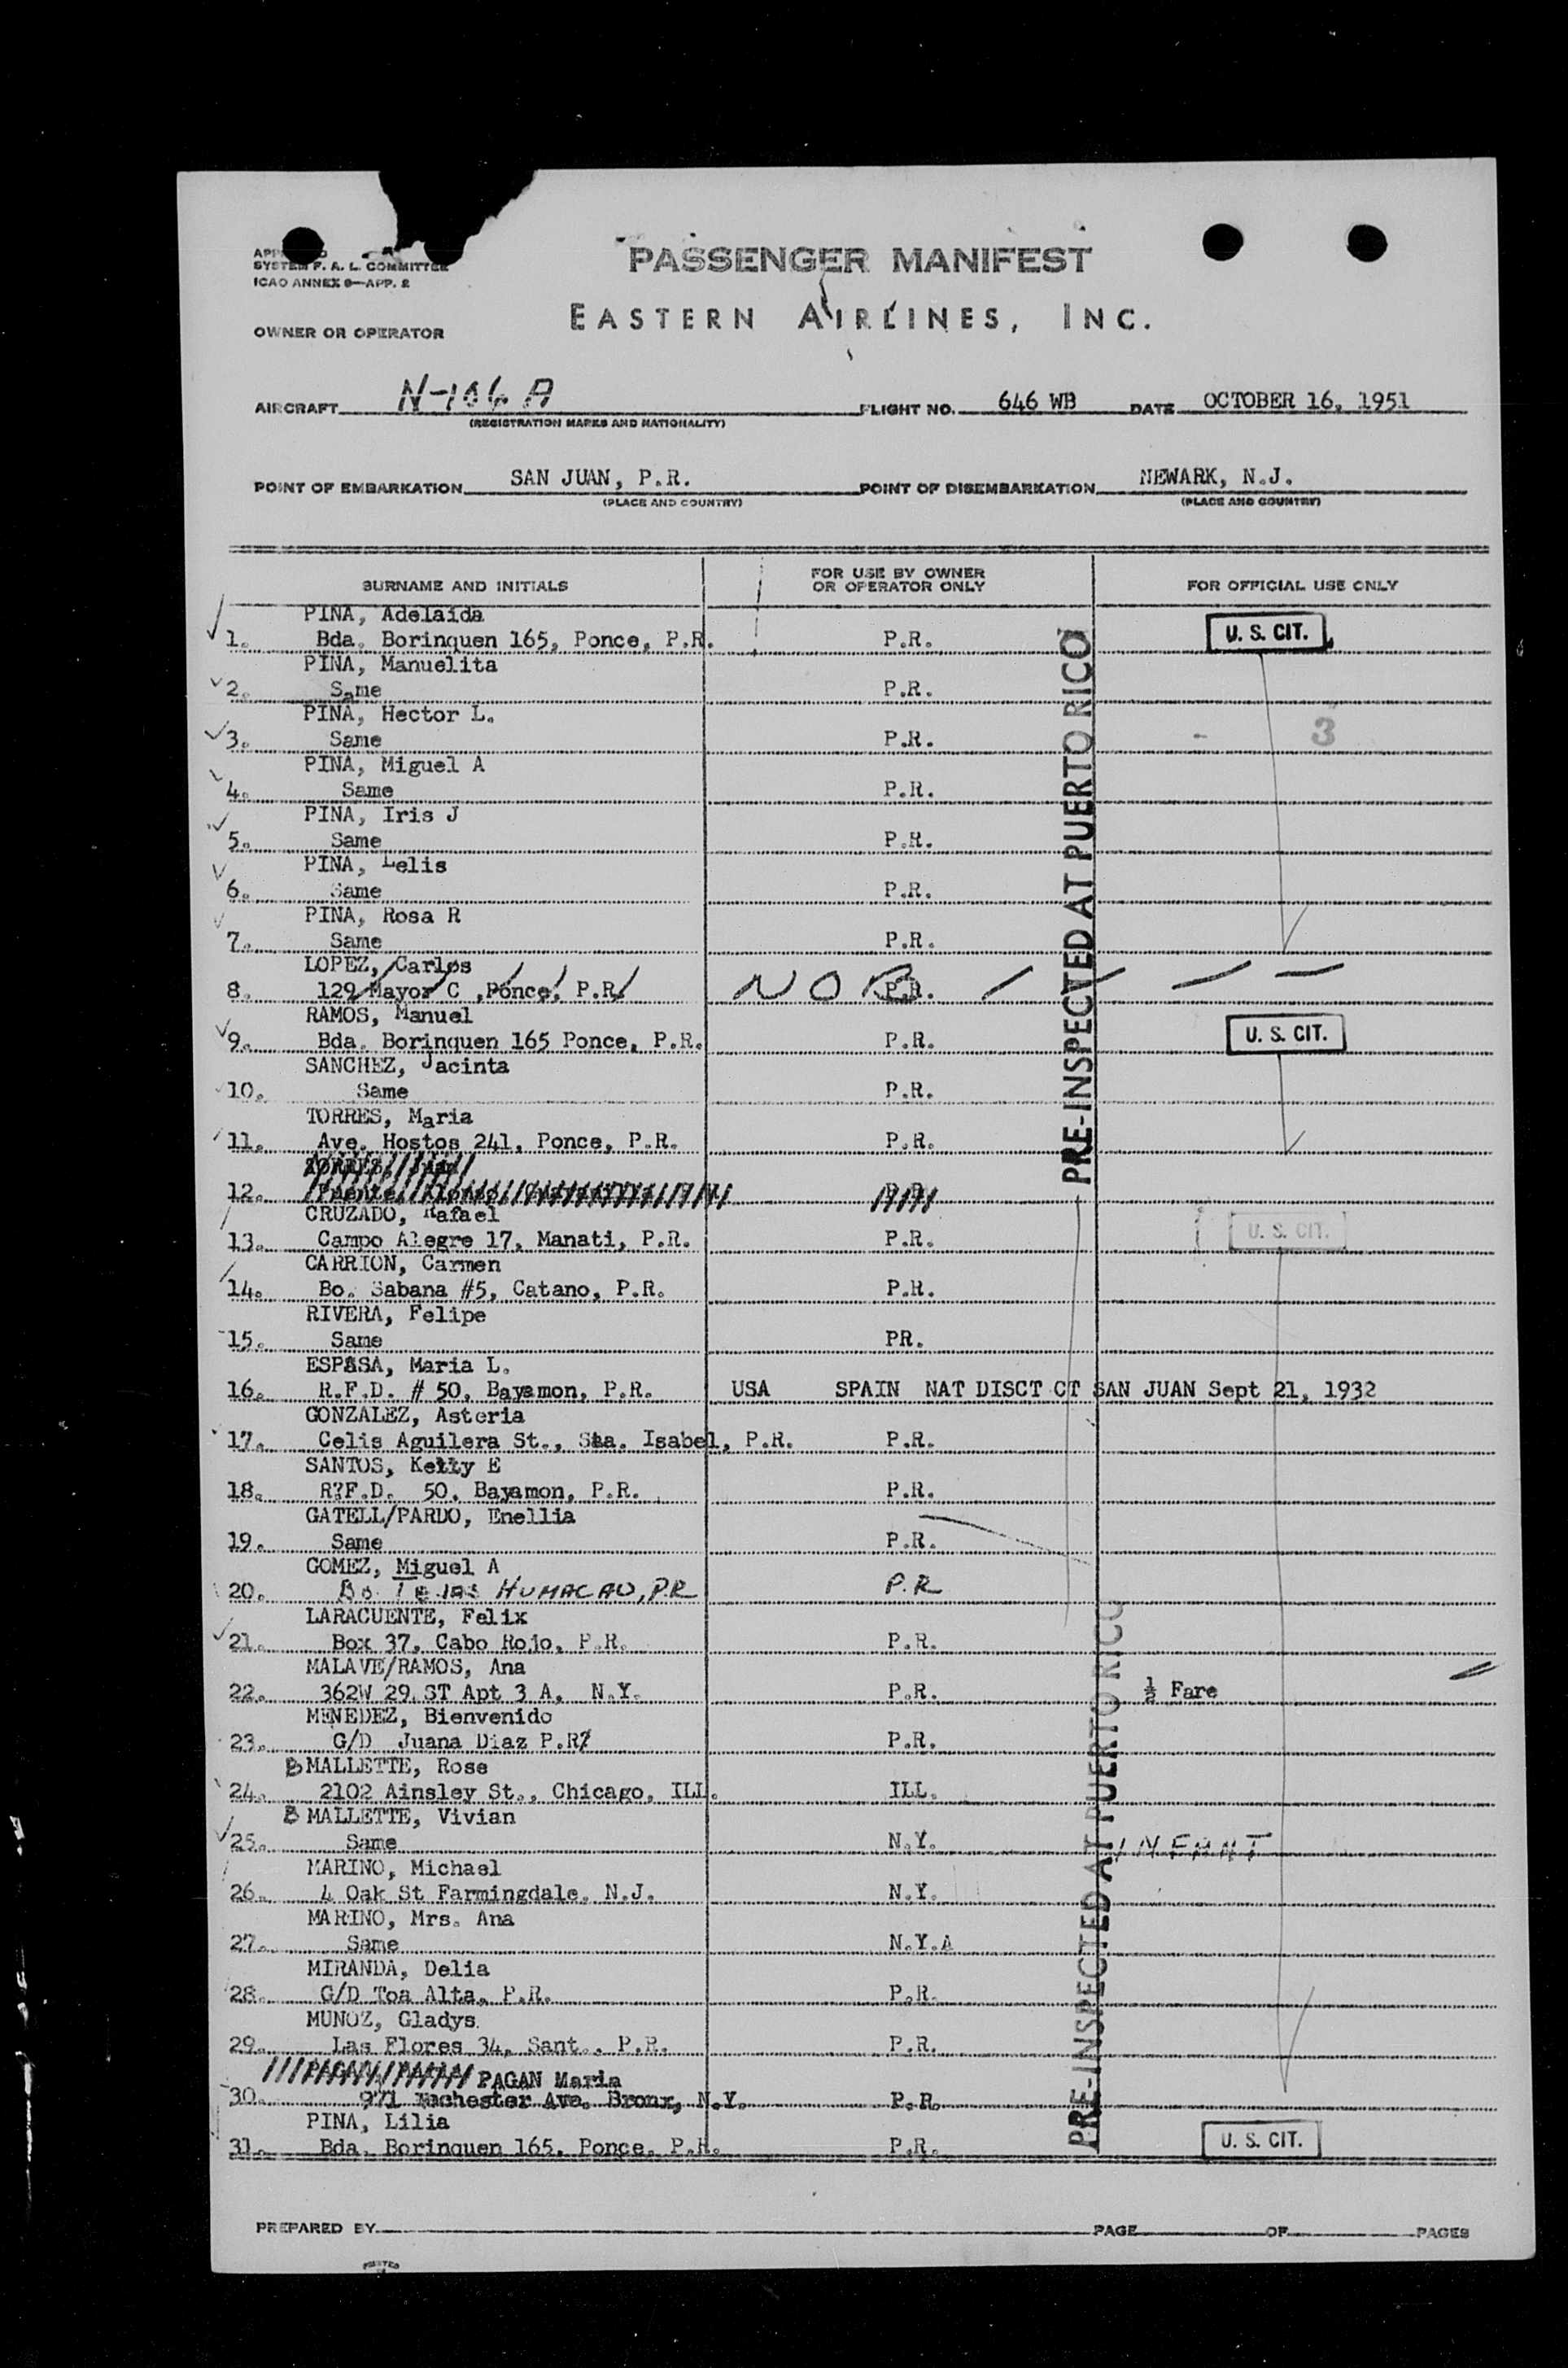 SYSTEM F. A. L. COMMITTEE
ICAO ANNEX 9—APP. 2
PASSENGER MANIFEST
EASTERN AIRLINES, INC.
OWNER OR OPERATOR
AIRCRAFT N-106 A FLIGHT NO. 646 WB DATE OCTOBER 16, 1951
(REGISTRATION MARKS AND NATIONALITY)
POINT OF EMBARKATION SAN JUAN, P.R. POINT OF DISEMBARKATION NEWARK, N.J.
(PLACE AND COUNTRY) (PLACE AND COUNTRY)
SURNAME AND INITIALS FOR USE BY OWNER OR OPERATOR ONLY FOR OFFICIAL USE ONLY
PINA, Adelaida
1. Bda. Borinquen 165, Ponce, P.R. P.R. U. S. CIT.
PINA, Manuelita
2. Same P.R.
PINA, Hector L.
3. Same P.R. - 3
PINA, Miguel A
4. Same P.R.
PINA, Iris J
5. Same P.R.
PINA, Lelis
6. Same P.R.
PINA, Rosa R
7. Same P.R.
LOPEZ, Carlos
8. 129 Mayor C ,Ponce, P.R. NOB P.R.
RAMOS, Manuel
9. Bda. Borinquen 165 Ponce, P.R. P.R. U. S. CIT.
SANCHEZ, Jacinta
10. Same P.R.
TORRES, Maria
11. Ave. Hostos 241, Ponce, P.R. P.R.
PRE-INSPECTED AT PUERTO RICO
12.
CRUZADO, Rafael
13. Campo Alegre 17, Manati, P.R. P.R. U. S. CIT.
CARRION, Carmen
14. Bo. Sabana #5, Catano, P.R. P.R.
RIVERA, Felipe
15. Same PR.
ESPASA, Maria L.
16. R.F.D. # 50, Bayamon, P.R. USA SPAIN NAT DISCT CT SAN JUAN Sept 21, 1932
GONZALEZ, Asteria
17. Celis Aguilera St., Sta. Isabel, P.R. P.R.
SANTOS, Kelly E
18. R?F.D. 50, Bayamon, P.R. P.R.
GATELL/PARDO, Enellia
19. Same P.R.
GOMEZ, Miguel A
20. Bo Tejas HUMACAO, P.R P.R
LARACUENTE, Felix
21. Box 37, Cabo Rojo, P.R. P.R.
MALAVE/RAMOS, Ana
22. 362W 29 ST Apt 3 A, N.Y. P.R. ½ Fare
MENEDEZ, Bienvenido
23. G/D Juana Diaz P.R. P.R.
B MALLETTE, Rose
24. 2102 Ainsley St., Chicago, ILL. ILL.
B MALLETTE, Vivian
25. Same N.Y. INFANT
MARINO, Michael
26. 4 Oak St Farmingdale, N.J. N.Y.
MARINO, Mrs. Ana
27. Same N.Y.A
MIRANDA, Delia
28. G/D Toa Alta, P.R. P.R.
MUNOZ, Gladys
29. Las Flores 34, Sant., P.R. P.R.
PRE-INSPECTED AT PUERTO RICO
PAGAN Maria
30. 971 Ave. Bronx, N.Y. P.R.
PINA, Lilia
31. Bda. Borinquen 165, Ponce, P.R. P.R. U. S. CIT.
PREPARED BY PAGE OF PAGES